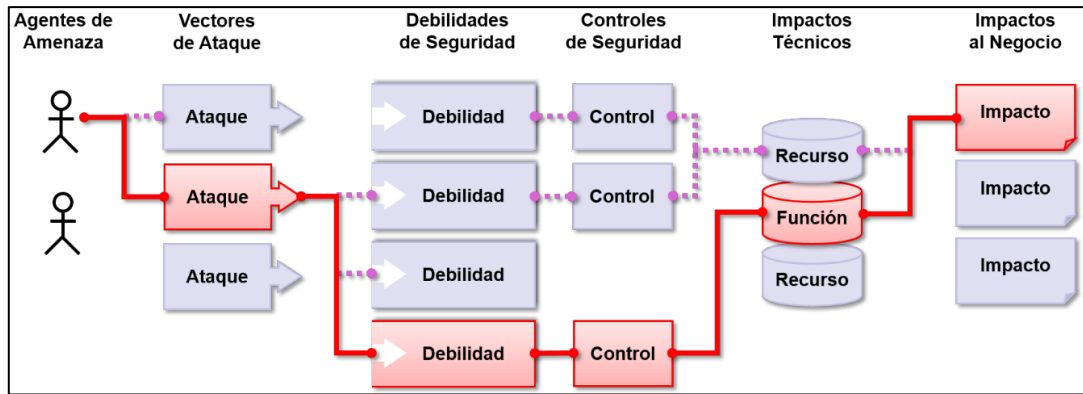 Agentes de
Amenaza
Vectores
de Ataque
Debilidades
de Seguridad
Controles
de Seguridad
Impactos
Técnicos
Impactos
al Negocio
Ataque
Debilidad
Control
Impacto
Recurso
Ataque
Debilidad
Control
Impacto
Función
Ataque
Debilidad
Recurso
Impacto
Debilidad
Control